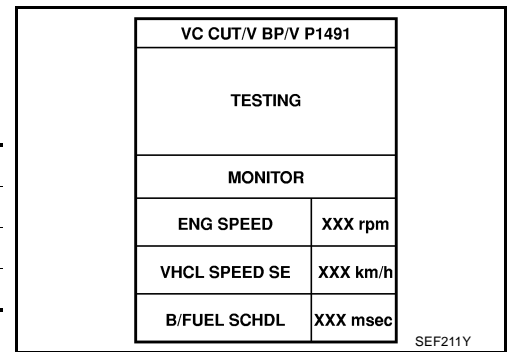 VC CUT/V BP/V P1491
TESTING
MONITOR
ENG SPEED XXX rpm
VHCL SPEED SE XXX km/h
B/FUEL SCHDL XXX msec
SEF211Y